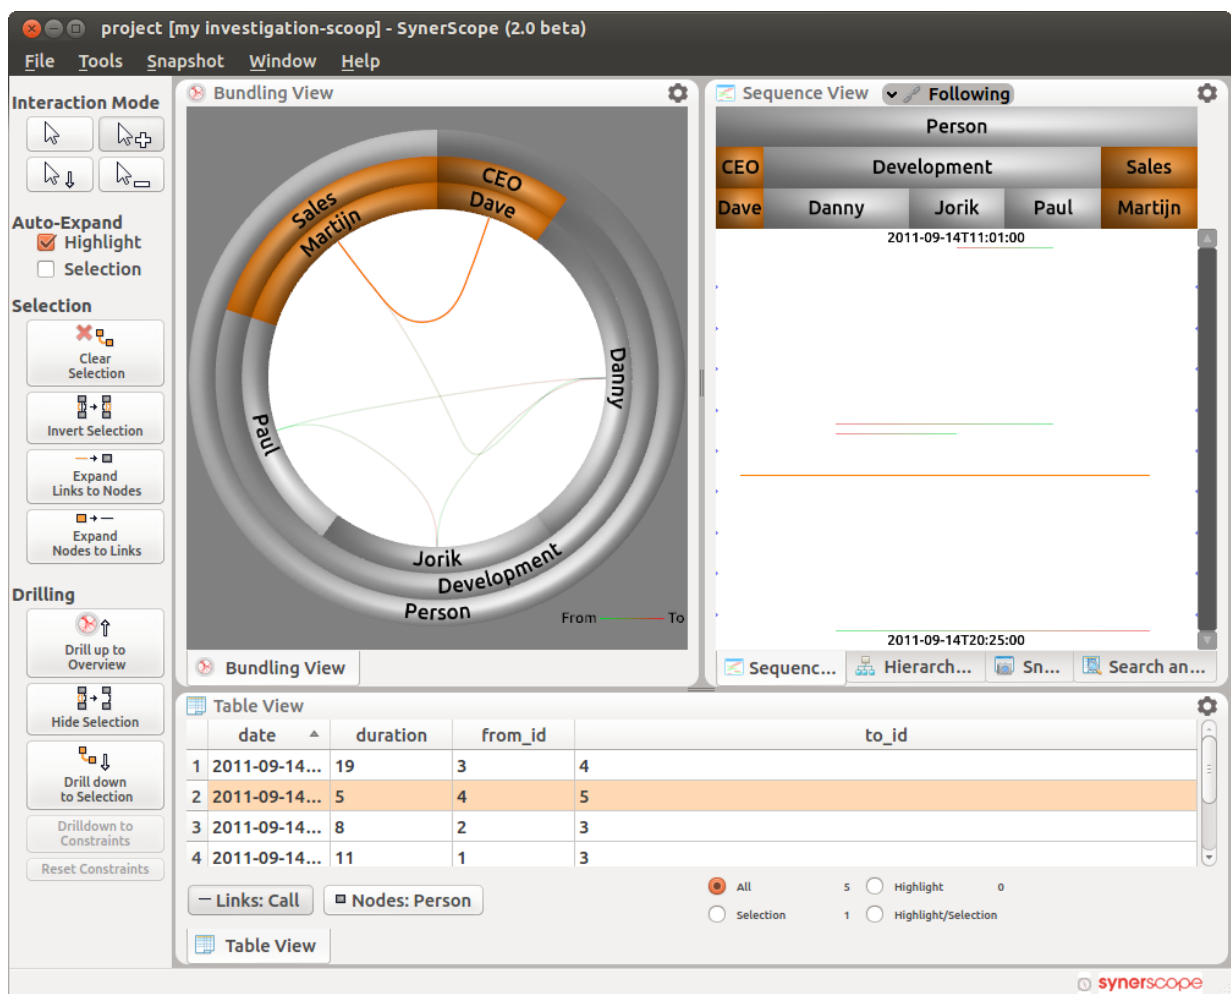 project [my investigation-scoop] - SynerScope (2.0 beta)
File Tools Snapshot Window Help
Interaction Mode
Auto-Expand
Highlight
Selection
Selection
Clear
Selection
Invert Selection
Expand
Links to Nodes
Expand
Nodes to Links
Drilling
Drill up to
Overview
Hide Selection
Drill down
to Selection
Drilldown to
Constraints
Reset Constraints
Bundling View
Sales
Martijn
CEO
Dave
Danny
Paul
Jorik
Development
Person
From To
Bundling View
Sequence View Following
Person
CEO Development Sales
Dave Danny Jorik Paul Martijn
2011-09-14T11:01:00
2011-09-14T20:25:00
Sequenc... Hierarch... Sn... Search an...
Table View
date duration from_id to_id
1 2011-09-14... 19 3 4
2 2011-09-14... 5 4 5
3 2011-09-14... 8 2 3
4 2011-09-14... 11 1 3
Links: Call Nodes: Person
All 5 Highlight 0
Selection 1 Highlight/Selection
Table View
synerscope